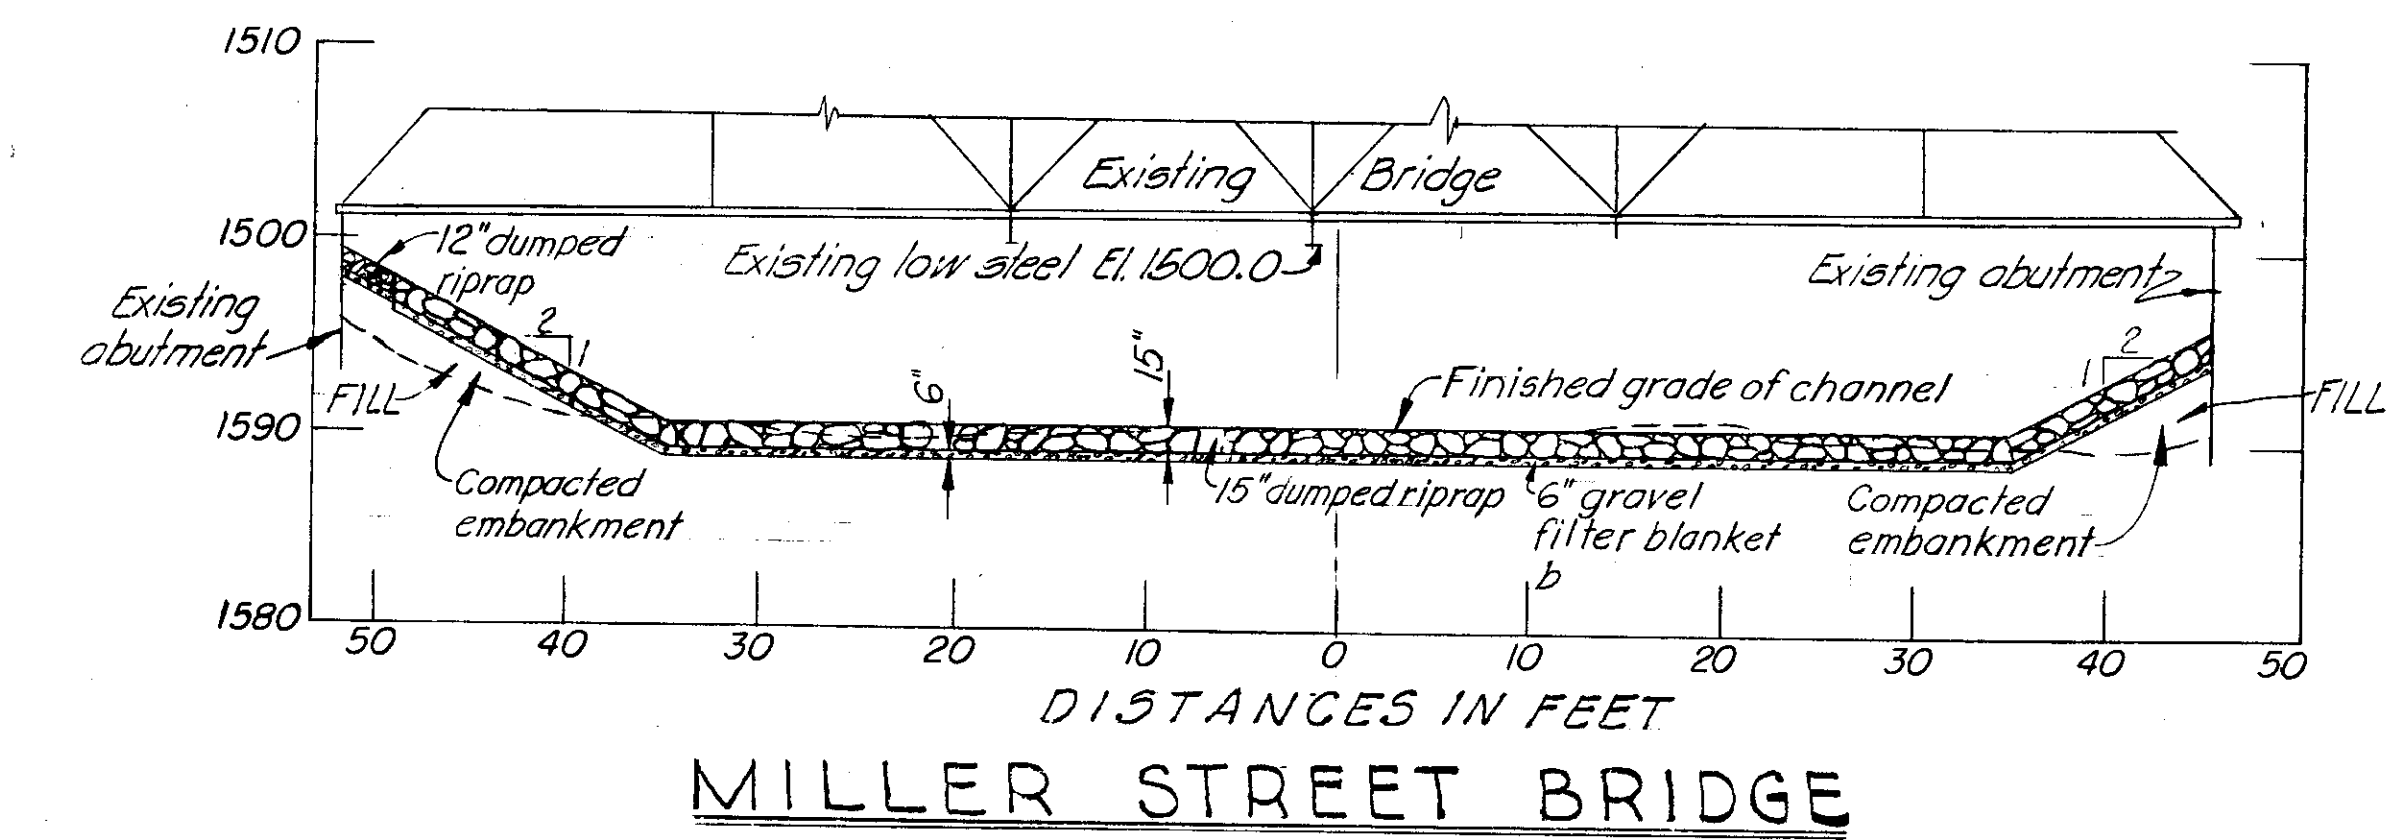 1510
Existing Bridge
1500
12" dumped
riprap
Existing low steel El. 1500.0
Existing abutment
Existing
abutment
2
1
15"
2
1
6"
Finished grade of channel
FILL
FILL
1590
Compacted
embankment
15" dumped riprap
6" gravel
filter blanket
b
Compacted
embankment
1580
50 40 30 20 10 0 10 20 30 40 50
DISTANCES IN FEET
MILLER STREET BRIDGE